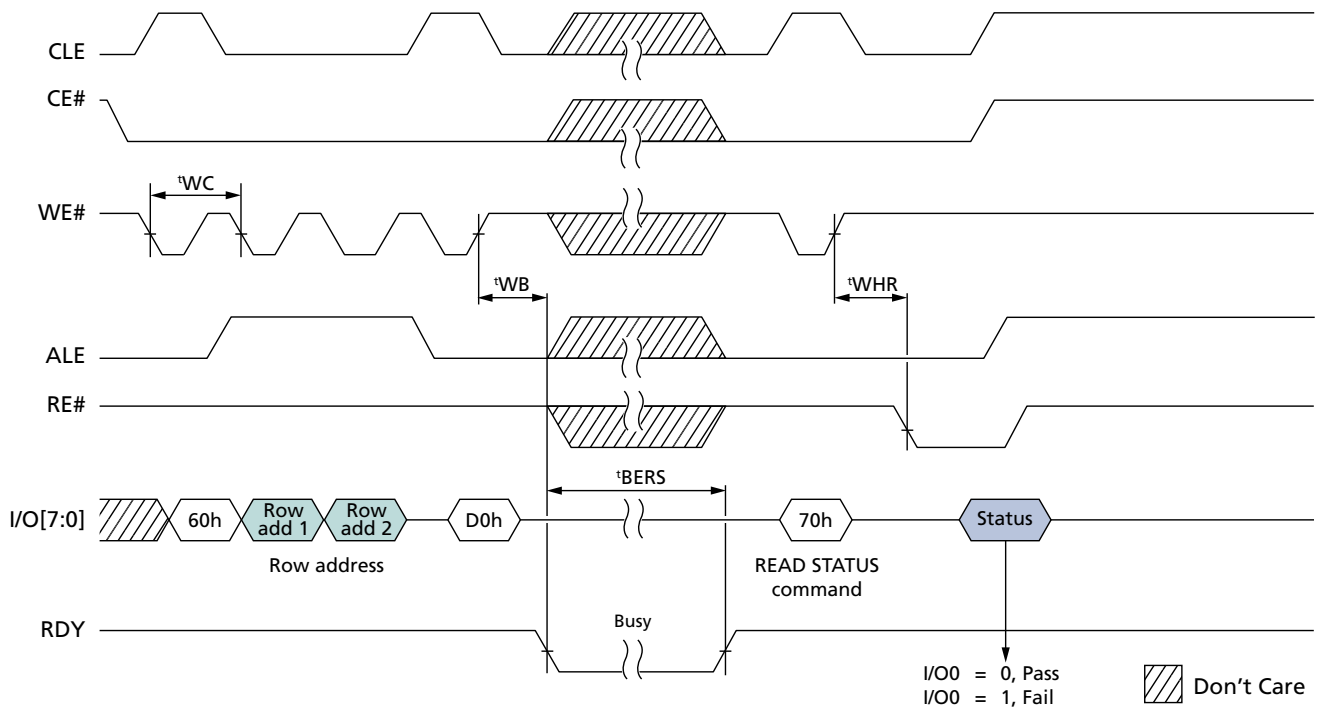 CLE
CE#
tWC
WE#
tWB
tWHR
ALE
RE#
tBERS
I/O[7:0]
60h
Row add 1
Row add 2
D0h
70h
Status
Row address
READ STATUS
command
RDY
Busy
I/O0 = 0, Pass
I/O0 = 1, Fail
Don't Care